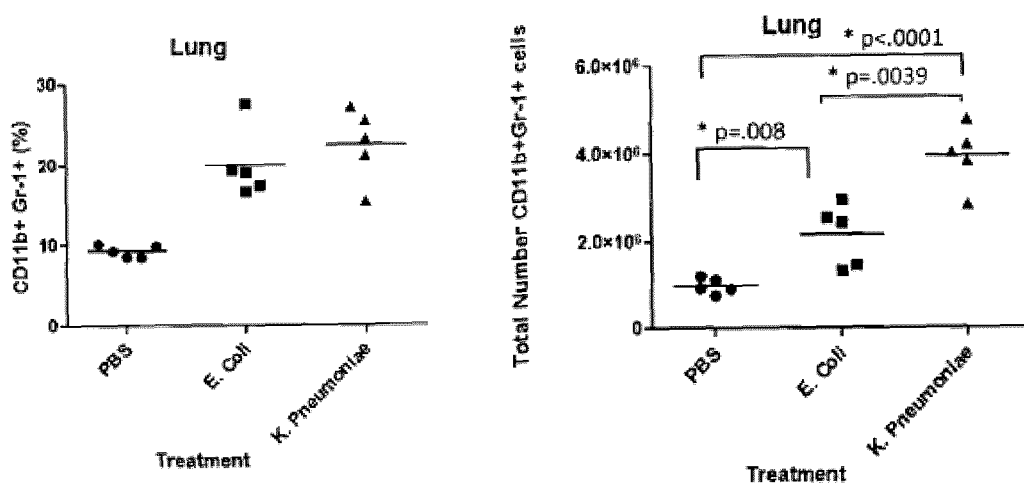 Lung
CD11b+ Gr-1+ (%)
30
20
10
0
PBS
E. Coli
K. Pneumoniae
Treatment
Lung
Total Number CD11b+Gr-1+ cells
* p<.0001
* p=.0039
* p=.008
6.0×10⁶
4.0×10⁶
2.0×10⁶
0
PBS
E. Coli
K. Pneumoniae
Treatment